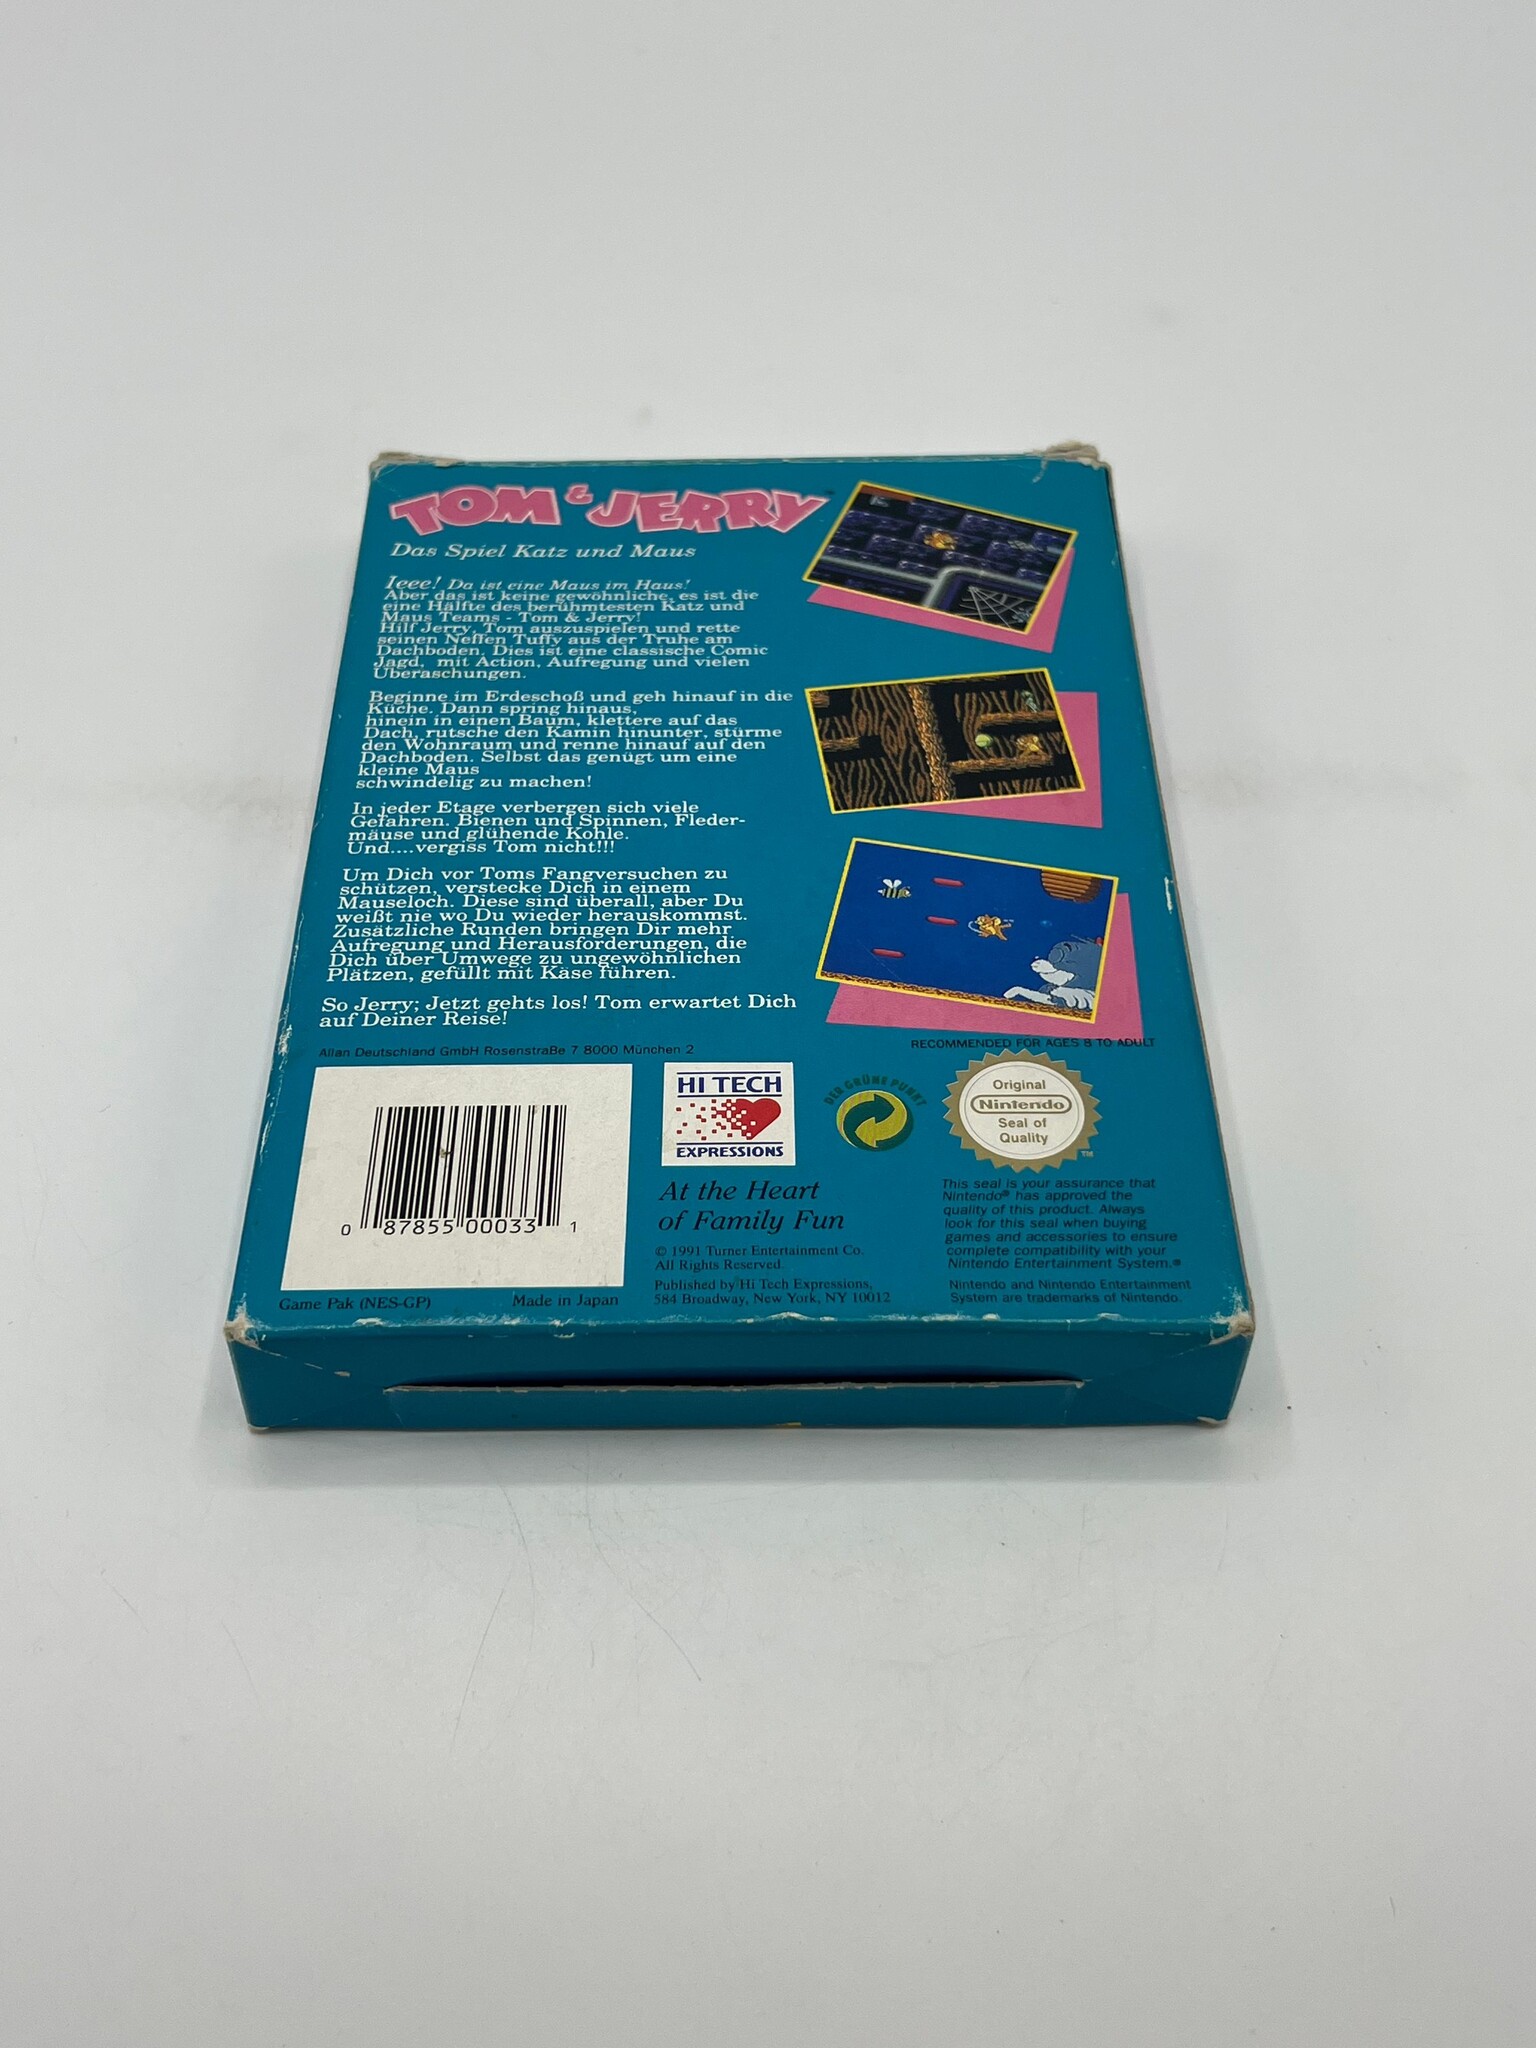 TOM & JERRY™
Das Spiel Katz und Maus
Ieee! Da ist eine Maus im Haus!
Aber das ist keine gewöhnliche, es ist die
eine Hälfte des berühmtesten Katz und
Maus Teams - Tom & Jerry!
Hilf Jerry, Tom auszuspielen und rette
seinen Neffen Tuffy aus der Truhe am
Dachboden. Dies ist eine classische Comic
Jagd, mit Action, Aufregung und vielen
Überaschungen.
Beginne im Erdeschoß und geh hinauf in die
Küche. Dann spring hinaus,
hinein in einen Baum, klettere auf das
Dach, rutsche den Kamin hinunter, stürme
den Wohnraum und renne hinauf auf den
Dachboden. Selbst das genügt um eine
kleine Maus
schwindelig zu machen!
In jeder Etage verbergen sich viele
Gefahren. Bienen und Spinnen, Fleder-
mäuse und glühende Kohle.
Und....vergiss Tom nicht!!!
Um Dich vor Toms Fangversuchen zu
schützen, verstecke Dich in einem
Mauseloch. Diese sind überall, aber Du
weißt nie wo Du wieder herauskommst.
Zusätzliche Runden bringen Dir mehr
Aufregung und Herausforderungen, die
Dich über Umwege zu ungewöhnlichen
Plätzen, gefüllt mit Käse führen.
So Jerry; Jetzt gehts los! Tom erwartet Dich
auf Deiner Reise!
Allan Deutschland GmbH RosenstraBe 7 8000 München 2
RECOMMENDED FOR AGES 8 TO ADULT
0 87855 00033 1
Game Pak (NES-GP)
Made in Japan
HI TECH
EXPRESSIONS
At the Heart
of Family Fun
© 1991 Turner Entertainment Co.
All Rights Reserved.
Published by Hi Tech Expressions,
584 Broadway, New York, NY 10012
DER GRÜNE PUNKT
Original
Nintendo
Seal of
Quality
TM
This seal is your assurance that
Nintendo® has approved the
quality of this product. Always
look for this seal when buying
games and accessories to ensure
complete compatibility with your
Nintendo Entertainment System.®
Nintendo and Nintendo Entertainment
System are trademarks of Nintendo.